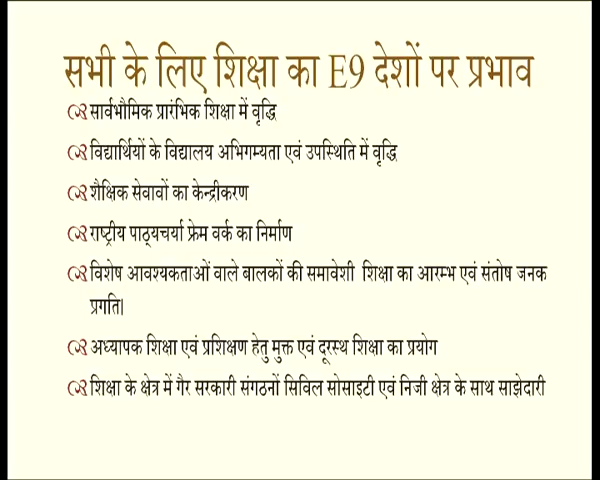 सभी के लिए शिक्षा का E9 देशों पर प्रभाव
सार्वभौमिक प्रारंभिक शिक्षा में वृद्धि
विद्यार्थियों के विद्यालय अभिगम्यता एवं उपस्थिति में वृद्धि
शैक्षिक सेवावों का केन्द्रीकरण
राष्ट्रीय पाठ्यचर्या फ्रेम वर्क का निर्माण
विशेष आवश्यकताओं वाले बालकों की समावेशी शिक्षा का आरम्भ एवं संतोष जनक
प्रगति।
अध्यापक शिक्षा एवं प्रशिक्षण हेतु मुक्त एवं दूरस्थ शिक्षा का प्रयोग
शिक्षा के क्षेत्र में गैर सरकारी संगठनों सिविल सोसाइटी एवं निजी क्षेत्र के साथ साझेदारी